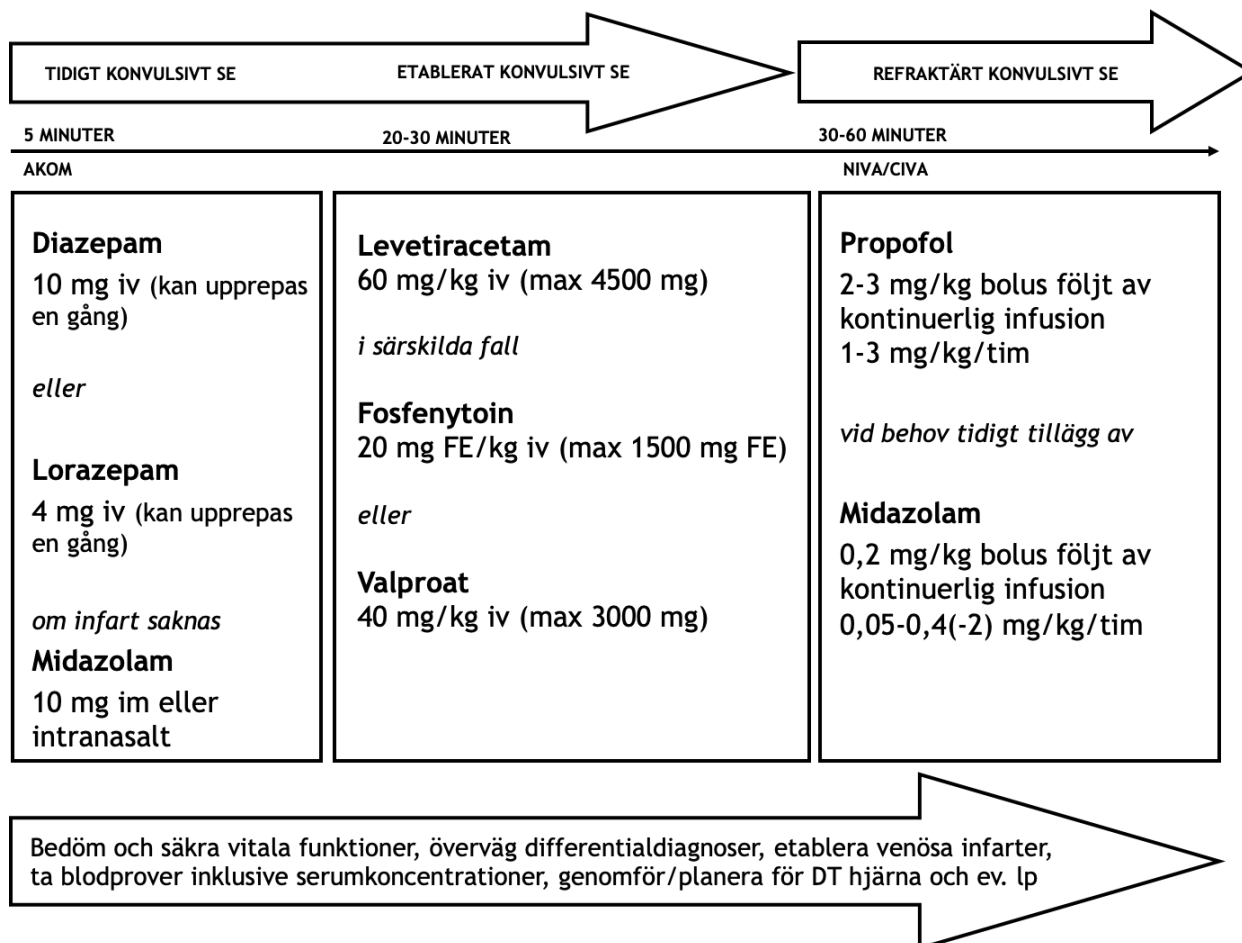 TIDIGT KONVULSIVT SE
ETABLERAT KONVULSIVT SE
REFRAKTÄRT KONVULSIVT SE
5 MINUTER
20-30 MINUTER
30-60 MINUTER
AKOM
NIVA/CIVA
Diazepam
10 mg iv (kan upprepas
en gång)
eller
Lorazepam
4 mg iv (kan upprepas
en gång)
om infart saknas
Midazolam
10 mg im eller
intranasalt
Levetiracetam
60 mg/kg iv (max 4500 mg)
i särskilda fall
Fosfenytoin
20 mg FE/kg iv (max 1500 mg FE)
eller
Valproat
40 mg/kg iv (max 3000 mg)
Propofol
2-3 mg/kg bolus följt av
kontinuerlig infusion
1-3 mg/kg/tim
vid behov tidigt tillägg av
Midazolam
0,2 mg/kg bolus följt av
kontinuerlig infusion
0,05-0,4(-2) mg/kg/tim
Bedöm och säkra vitala funktioner, överväg differentialdiagnoser, etablera venösa infarter,
ta blodprover inklusive serumkoncentrationer, genomför/planera för DT hjärna och ev. lp